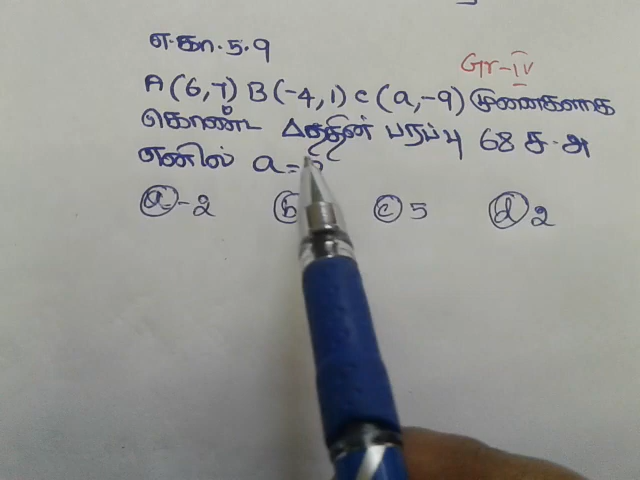 எ.கா.5.9
Gr-IV
A(6,-7) B(-4,1) C(a,-9) முனைகளாக
கொண்ட Δத்தின் பரப்பு 68 ச.அ
எனில் a=?
ⓐ -2 ⓑ ⓒ 5 ⓓ 2